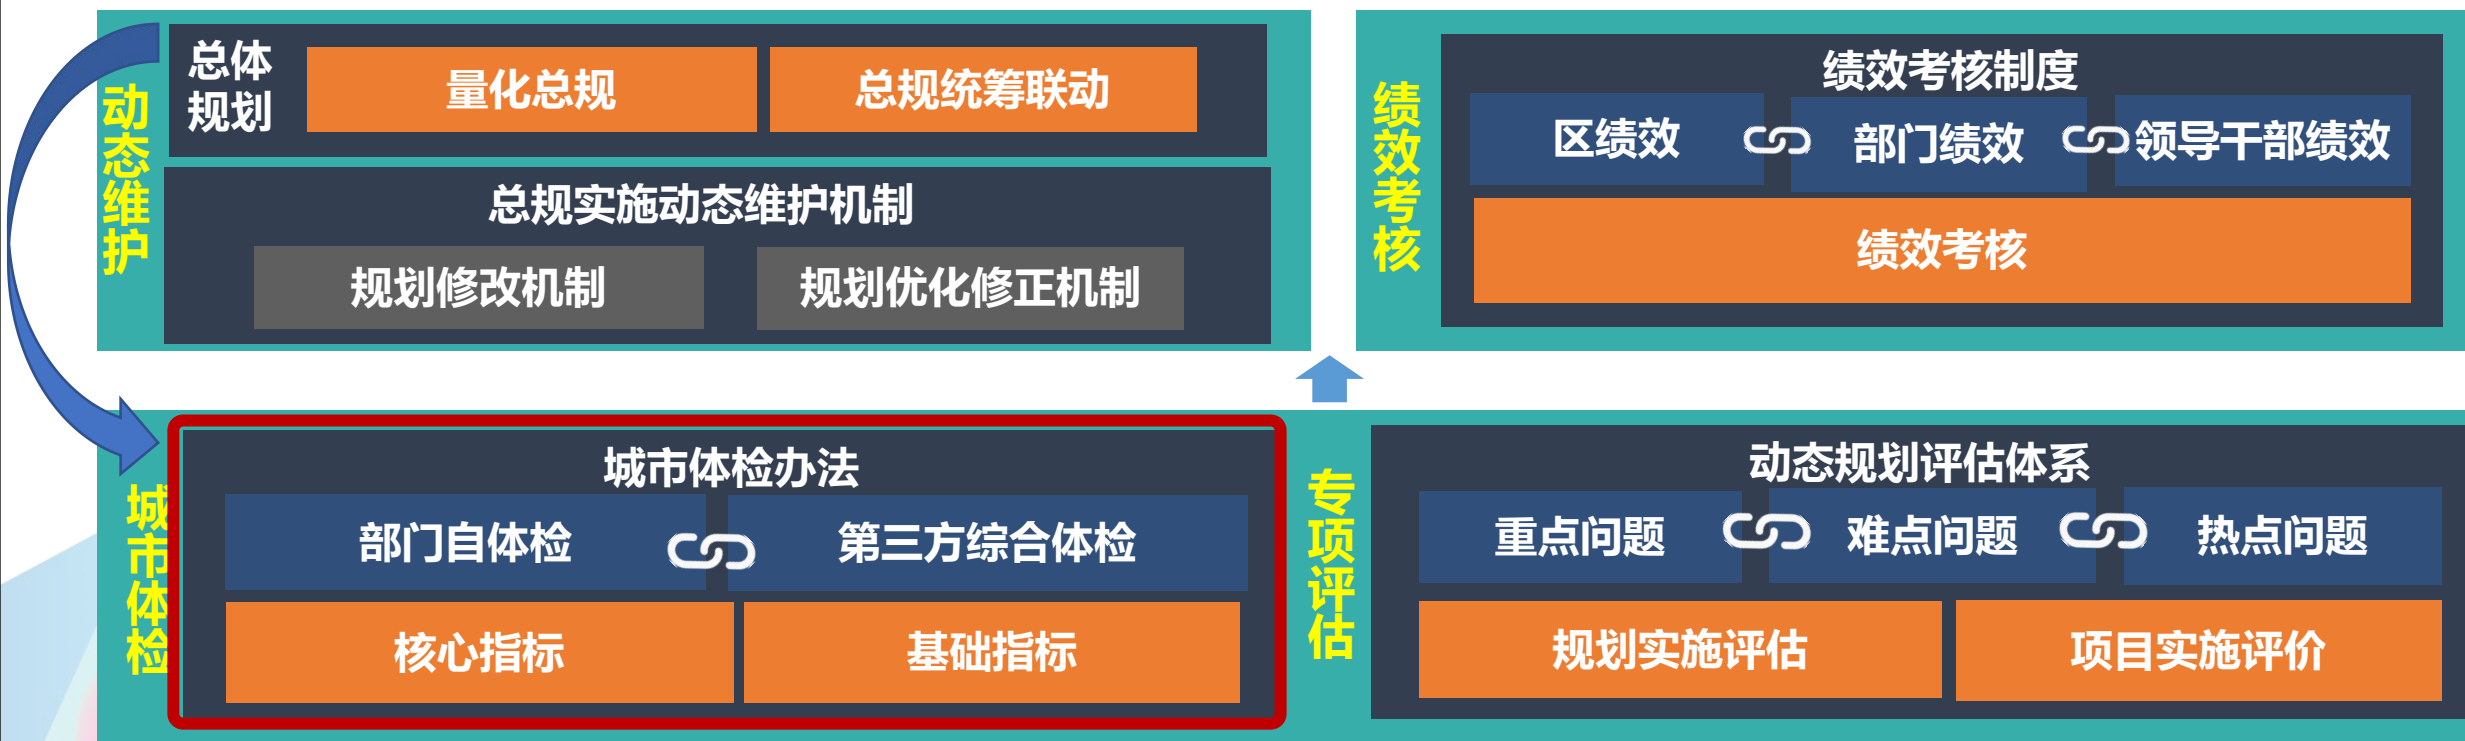 动态维护
总体
规划
量化总规
总规统筹联动
总规实施动态维护机制
规划修改机制
规划优化修正机制
绩效考核
绩效考核制度
区绩效
部门绩效
领导干部绩效
绩效考核
城市体检
城市体检办法
部门自体检
第三方综合体检
核心指标
基础指标
专项评估
动态规划评估体系
重点问题
难点问题
热点问题
规划实施评估
项目实施评价